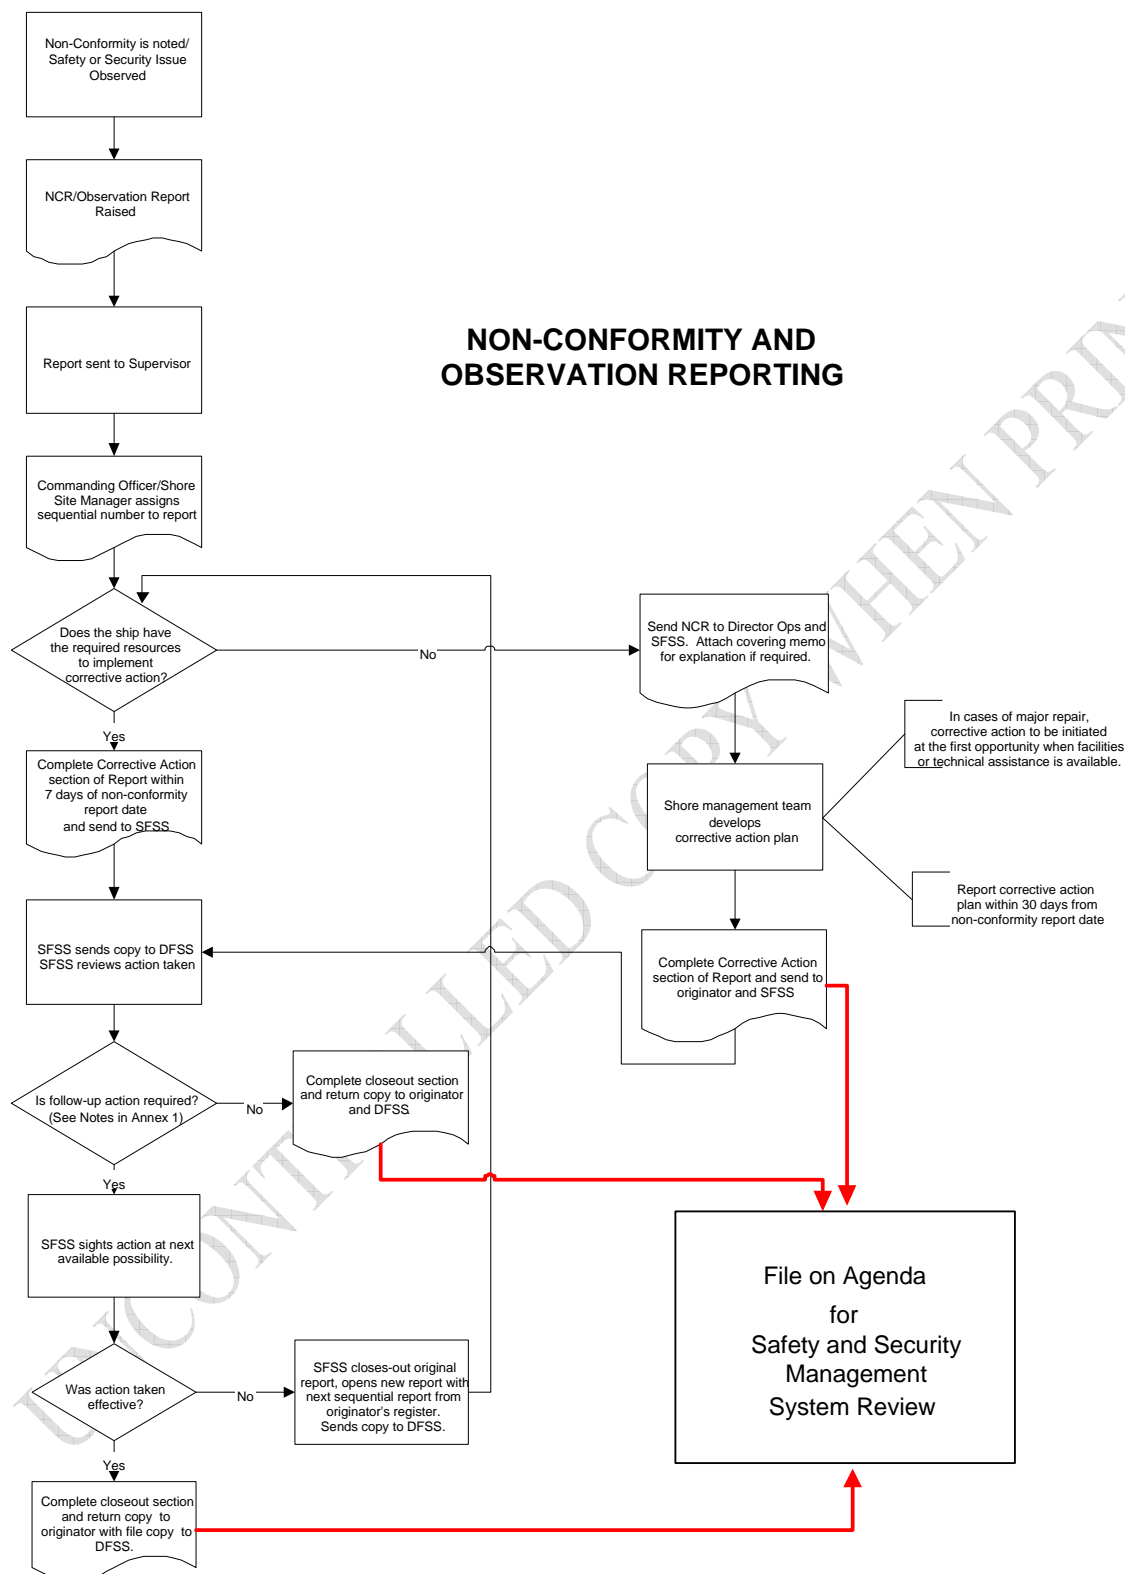 Non-Conformity is noted/
Safety or Security Issue
Observed
NCR/Observation Report
Raised
Report sent to Supervisor
NON-CONFORMITY AND
OBSERVATION REPORTING
Commanding Officer/Shore
Site Manager assigns
sequential number to report
Does the ship have
the required resources
to implement
corrective action?
No
Send NCR to Director Ops and
SFSS. Attach covering memo
for explanation if required.
Yes
Complete Corrective Action
section of Report within
7 days of non-conformity
report date
and send to SFSS
Shore management team
develops
corrective action plan
In cases of major repair,
corrective action to be initiated
at the first opportunity when facilities
or technical assistance is available.
Report corrective action
plan within 30 days from
non-conformity report date
SFSS sends copy to DFSS
SFSS reviews action taken
Complete Corrective Action
section of Report and send to
originator and SFSS
Is follow-up action required?
(See Notes in Annex 1)
No
Complete closeout section
and return copy to originator
and DFSS.
Yes
SFSS sights action at next
available possibility.
File on Agenda
for
Safety and Security
Management
System Review
Was action taken
effective?
No
SFSS closes-out original
report, opens new report with
next sequential report from
originator's register.
Sends copy to DFSS.
Yes
Complete closeout section
and return copy to
originator with file copy to
DFSS.
COPY WHEN